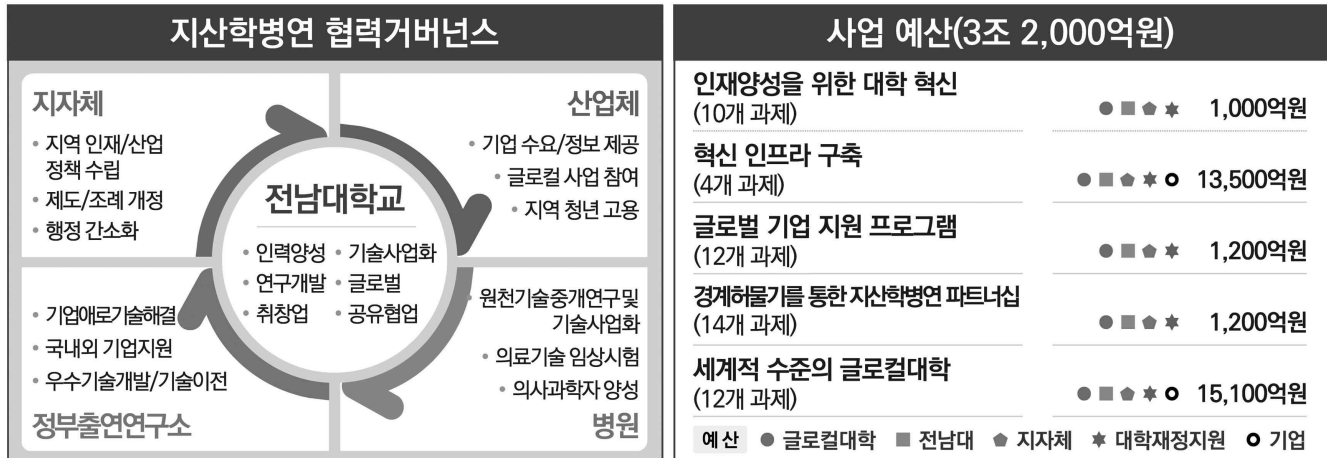 지산학병연 협력거버넌스
지자체
• 지역 인재/산업
정책 수립
• 제도/조례 개정
• 행정 간소화
산업체
• 기업 수요/정보 제공
• 글로컬 사업 참여
• 지역 청년 고용
전남대학교
• 인력양성 • 기술사업화
• 연구개발 • 글로벌
• 취창업 • 공유협업
• 기업애로기술해결
• 국내외 기업지원
• 우수기술개발/기술이전
정부출연연구소
• 원천기술중개연구 및
기술사업화
• 의료기술 임상시험
• 의사과학자 양성
병원
사업 예산(3조 2,000억원)
인재양성을 위한 대학 혁신
(10개 과제) 1,000억원
혁신 인프라 구축
(4개 과제) 13,500억원
글로벌 기업 지원 프로그램
(12개 과제) 1,200억원
경계허물기를 통한 지산학병연 파트너십
(14개 과제) 1,200억원
세계적 수준의 글로컬대학
(12개 과제) 15,100억원
예산 ● 글로컬대학 ■ 전남대 ⬟ 지자체 ✶ 대학재정지원 ○ 기업